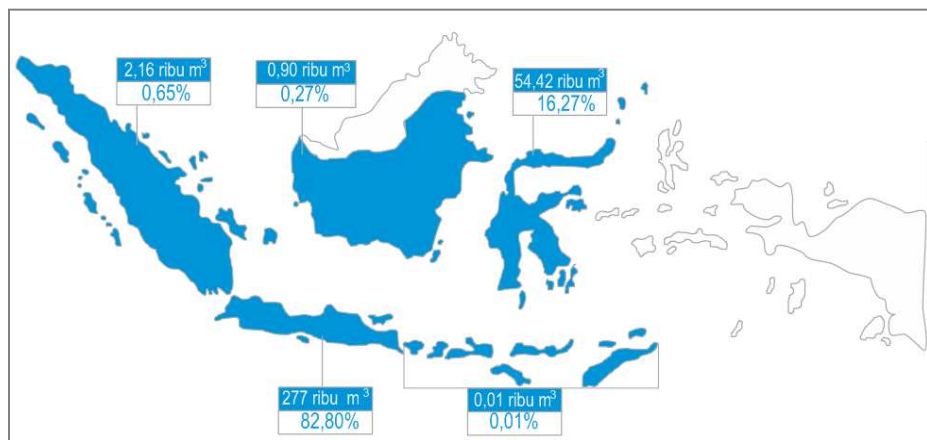 2,16 ribu m³
0,65%
0,90 ribu m³
0,27%
54,42 ribu m³
16,27%
277 ribu m³
82,80%
0,01 ribu m³
0,01%